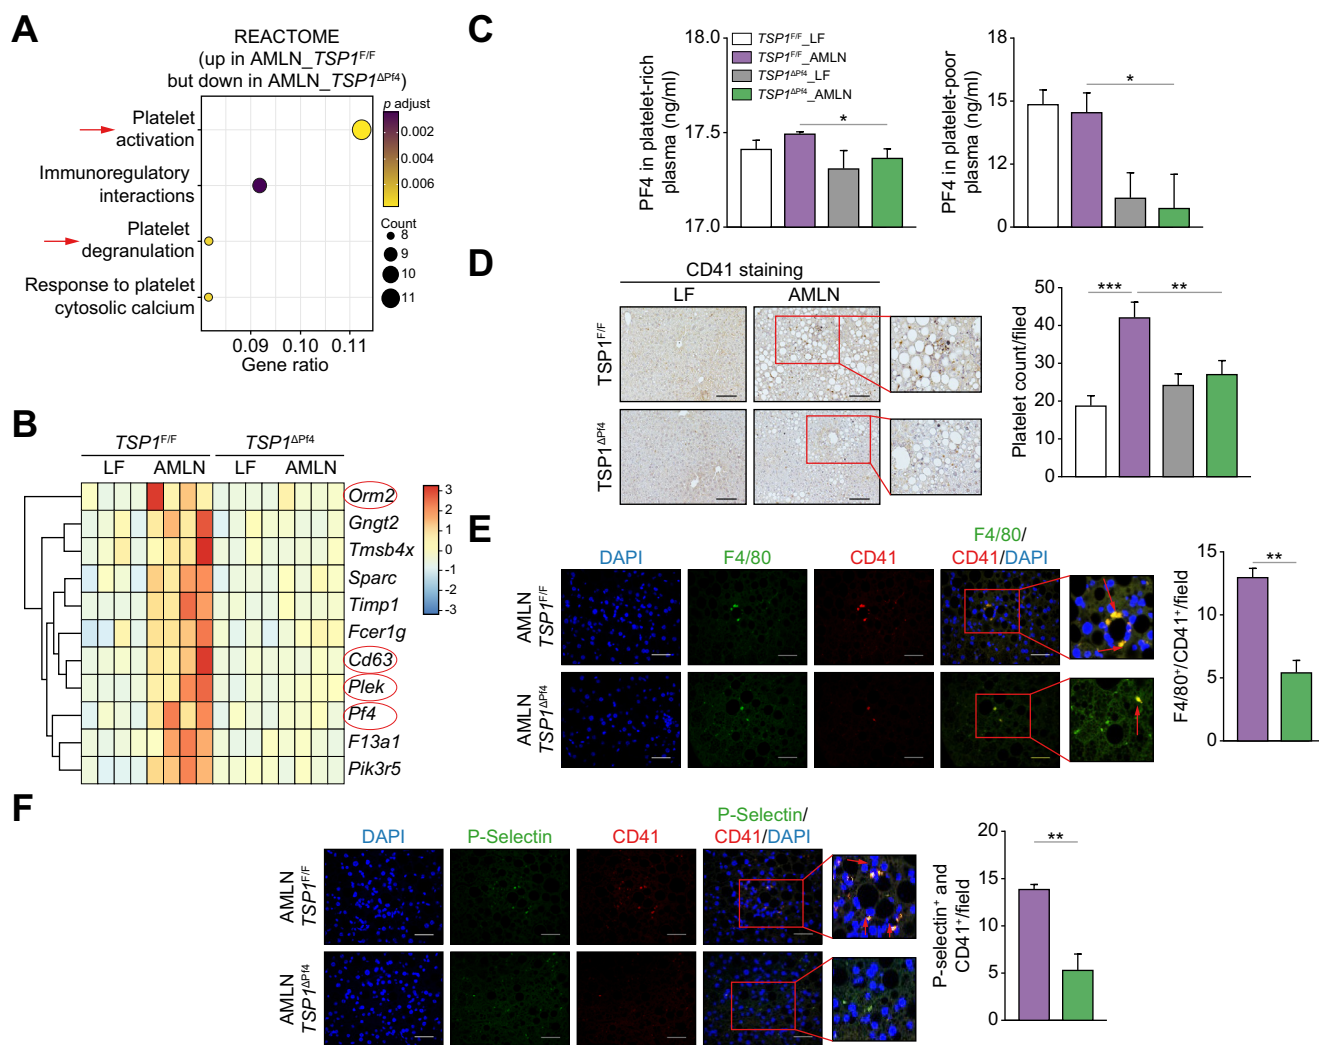 A
REACTOME
(up in AMLN_TSP1F/F
but down in AMLN_TSP1ΔPf4)
Platelet
activation
Immunoregulatory
interactions
Platelet
degranulation
Response to platelet
cytosolic calcium
p adjust
0.002
0.004
0.006
Count
8
9
10
11
0.09 0.10 0.11
Gene ratio
B
TSP1F/F TSP1ΔPf4
LF AMLN LF AMLN
Orm2
Gngt2
Tmsb4x
Sparc
Timp1
Fcer1g
Cd63
Plek
Pf4
F13a1
Pik3r5
3
2
1
0
-1
-2
-3
C
PF4 in platelet-rich
plasma (ng/ml)
18.0
17.5
17.0
TSP1F/F_LF
TSP1F/F_AMLN
TSP1ΔPf4_LF
TSP1ΔPf4_AMLN
*
PF4 in platelet-poor
plasma (ng/ml)
18
15
12
0
*
D
CD41 staining
LF AMLN
TSP1F/F
TSP1ΔPf4
Platelet count/filed
50
40
30
20
10
0
*** **
E
DAPI F4/80 CD41 F4/80/
CD41/DAPI
AMLN
TSP1F/F
AMLN
TSP1ΔPf4
F4/80+/CD41+/field
15
10
5
0
**
F
DAPI P-Selectin CD41 P-Selectin/
CD41/DAPI
AMLN
TSP1F/F
AMLN
TSP1ΔPf4
P-selectin+ and
CD41+/field
20
15
10
5
0
**